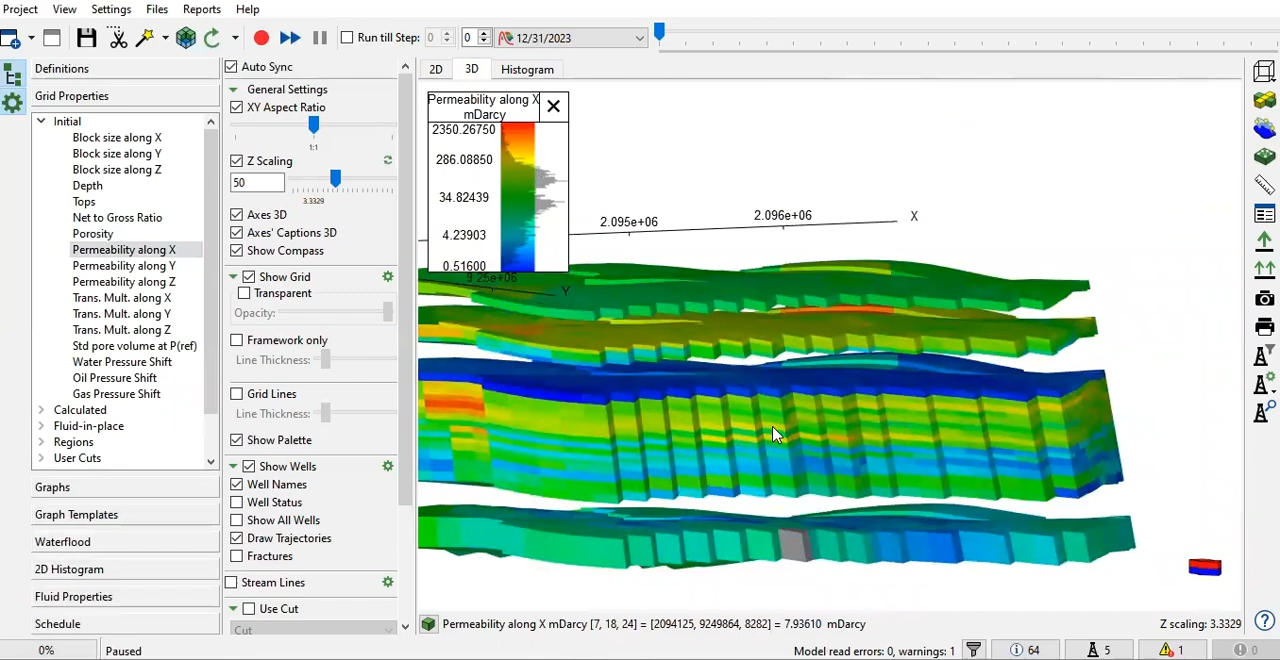 Project View Settings Files Reports Help
Run till Step: 0 0 12/31/2023
Definitions
Grid Properties
Initial
Block size along X
Block size along Y
Block size along Z
Depth
Tops
Net to Gross Ratio
Porosity
Permeability along X
Permeability along Y
Permeability along Z
Trans. Mult. along X
Trans. Mult. along Y
Trans. Mult. along Z
Std pore volume at P(ref)
Water Pressure Shift
Oil Pressure Shift
Gas Pressure Shift
Calculated
Fluid-in-place
Regions
User Cuts
Graphs
Graph Templates
Waterflood
2D Histogram
Fluid Properties
Schedule
Auto Sync
General Settings
XY Aspect Ratio
1:1
Z Scaling
50
3.3329
Axes 3D
Axes' Captions 3D
Show Compass
Show Grid
Transparent
Opacity:
Framework only
Line Thickness:
Grid Lines
Line Thickness:
Show Palette
Show Wells
Well Names
Well Status
Show All Wells
Draw Trajectories
Fractures
Stream Lines
Use Cut
Cut
2D 3D Histogram
Permeability along X
mDarcy
2350.26750
286.08850
34.82439
4.23903
0.51600
2.095e+06 2.096e+06 X
9.25e+06 Y
Permeability along X mDarcy [7, 18, 24] = [2094125, 9249864, 8282] = 7.93610 mDarcy Z scaling: 3.3329
0% Paused Model read errors: 0, warnings: 1 64 5 1 0